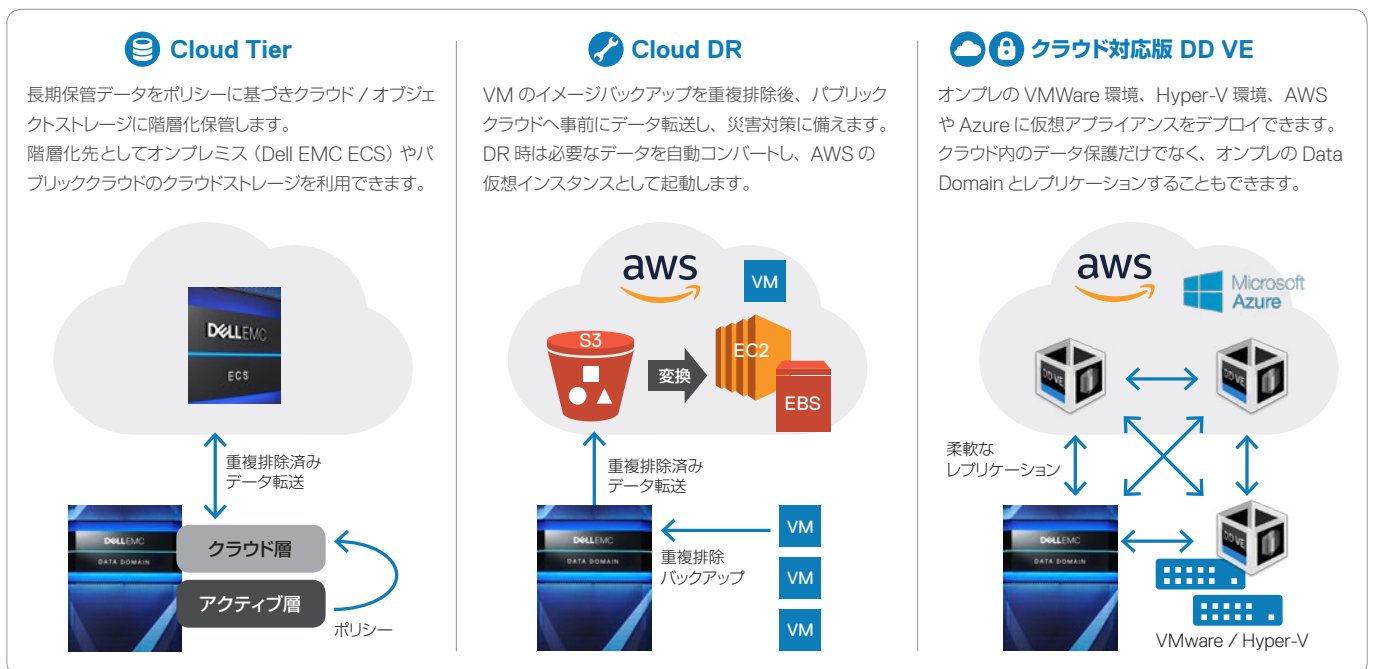 Cloud Tier
長期保管データをポリシーに基づきクラウド / オブジェ
クトストレージに階層化保管します。
階層化先としてオンプレミス（Dell EMC ECS）やパ
ブリッククラウドのクラウドストレージを利用できます。
DELLEMC
ECS
重複排除済み
データ転送
DELLEMC
DATA DOMAIN
クラウド層
アクティブ層
ポリシー
Cloud DR
VM のイメージバックアップを重複排除後、パブリック
クラウドへ事前にデータ転送し、災害対策に備えます。
DR 時は必要なデータを自動コンバートし、AWS の
仮想インスタンスとして起動します。
aws
VM
S3
変換
EC2
EBS
重複排除済み
データ転送
DELLEMC
DATA DOMAIN
重複排除
バックアップ
VM
VM
VM
クラウド対応版 DD VE
オンプレの VMWare 環境、Hyper-V 環境、AWS
や Azure に仮想アプライアンスをデプロイできます。
クラウド内のデータ保護だけでなく、オンプレの Data
Domain とレプリケーションすることもできます。
aws
Microsoft
Azure
DD VE
DD VE
柔軟な
レプリケーション
DELLEMC
DATA DOMAIN
DD VE
VMware / Hyper-V